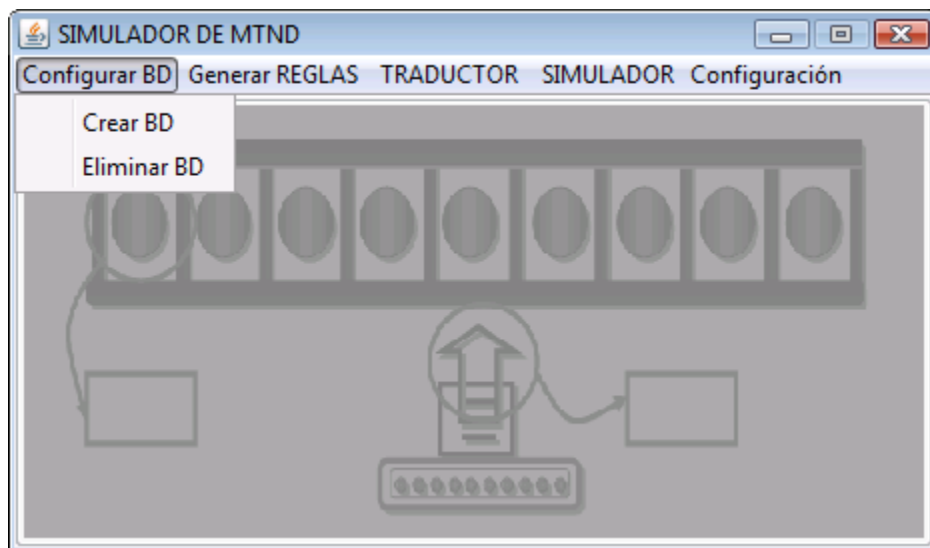 SIMULADOR DE MTND
Configurar BD Generar REGLAS TRADUCTOR SIMULADOR Configuración
Crear BD
Eliminar BD